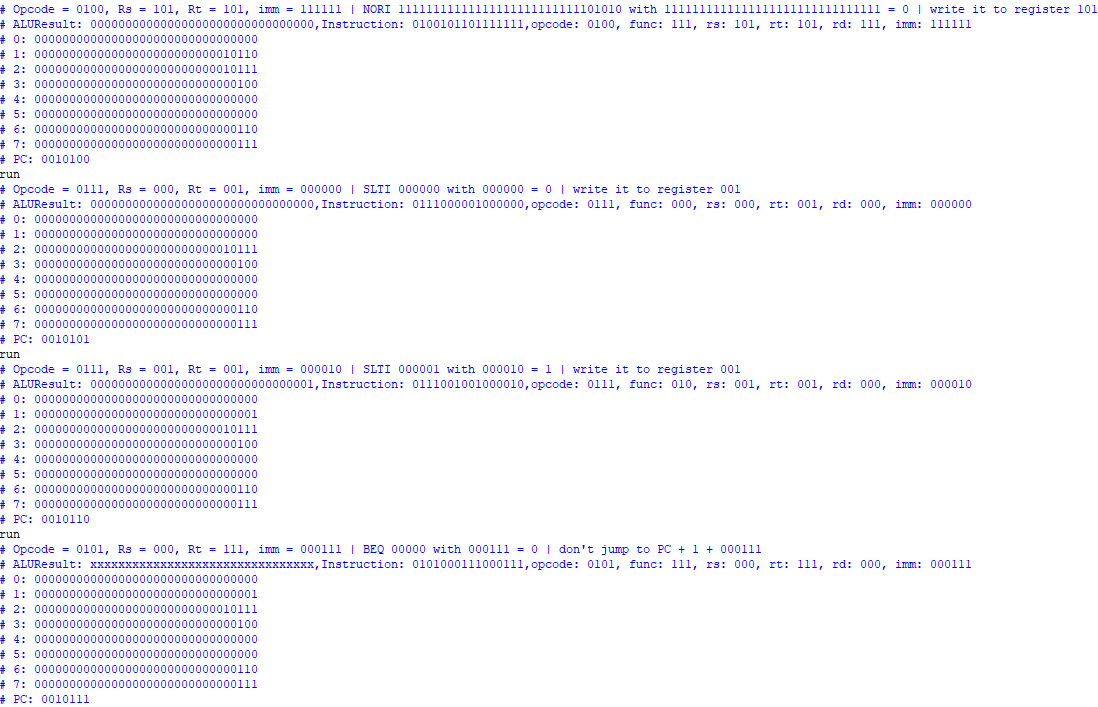 # Opcode = 0100, Rs = 101, Rt = 101, imm = 111111 | NORI 11111111111111111111111111101010 with 1111111111111111111111111111111 = 0 | write it to register 101
# ALUResult: 00000000000000000000000000000000,Instruction: 0100101101111111,opcode: 0100, func: 111, rs: 101, rt: 101, rd: 111, imm: 111111
# 0: 00000000000000000000000000000000
# 1: 00000000000000000000000000010110
# 2: 00000000000000000000000000010111
# 3: 00000000000000000000000000000100
# 4: 00000000000000000000000000000000
# 5: 00000000000000000000000000000000
# 6: 00000000000000000000000000000110
# 7: 00000000000000000000000000000111
# PC: 0010100
run
# Opcode = 0111, Rs = 000, Rt = 001, imm = 000000 | SLTI 000000 with 000000 = 0 | write it to register 001
# ALUResult: 00000000000000000000000000000000,Instruction: 0111000001000000,opcode: 0111, func: 000, rs: 000, rt: 001, rd: 000, imm: 000000
# 0: 00000000000000000000000000000000
# 1: 00000000000000000000000000000000
# 2: 00000000000000000000000000010111
# 3: 00000000000000000000000000000100
# 4: 00000000000000000000000000000000
# 5: 00000000000000000000000000000000
# 6: 00000000000000000000000000000110
# 7: 00000000000000000000000000000111
# PC: 0010101
run
# Opcode = 0111, Rs = 001, Rt = 001, imm = 000010 | SLTI 000001 with 000010 = 1 | write it to register 001
# ALUResult: 00000000000000000000000000000001,Instruction: 0111001001000010,opcode: 0111, func: 010, rs: 001, rt: 001, rd: 000, imm: 000010
# 0: 00000000000000000000000000000000
# 1: 00000000000000000000000000000001
# 2: 00000000000000000000000000010111
# 3: 00000000000000000000000000000100
# 4: 00000000000000000000000000000000
# 5: 00000000000000000000000000000000
# 6: 00000000000000000000000000000110
# 7: 00000000000000000000000000000111
# PC: 0010110
run
# Opcode = 0101, Rs = 000, Rt = 111, imm = 000111 | BEQ 00000 with 000111 = 0 | don't jump to PC + 1 + 000111
# ALUResult: xxxxxxxxxxxxxxxxxxxxxxxxxxxxxxxx,Instruction: 0101000111000111,opcode: 0101, func: 111, rs: 000, rt: 111, rd: 000, imm: 000111
# 0: 00000000000000000000000000000000
# 1: 00000000000000000000000000000001
# 2: 00000000000000000000000000010111
# 3: 00000000000000000000000000000100
# 4: 00000000000000000000000000000000
# 5: 00000000000000000000000000000000
# 6: 00000000000000000000000000000110
# 7: 00000000000000000000000000000111
# PC: 0010111